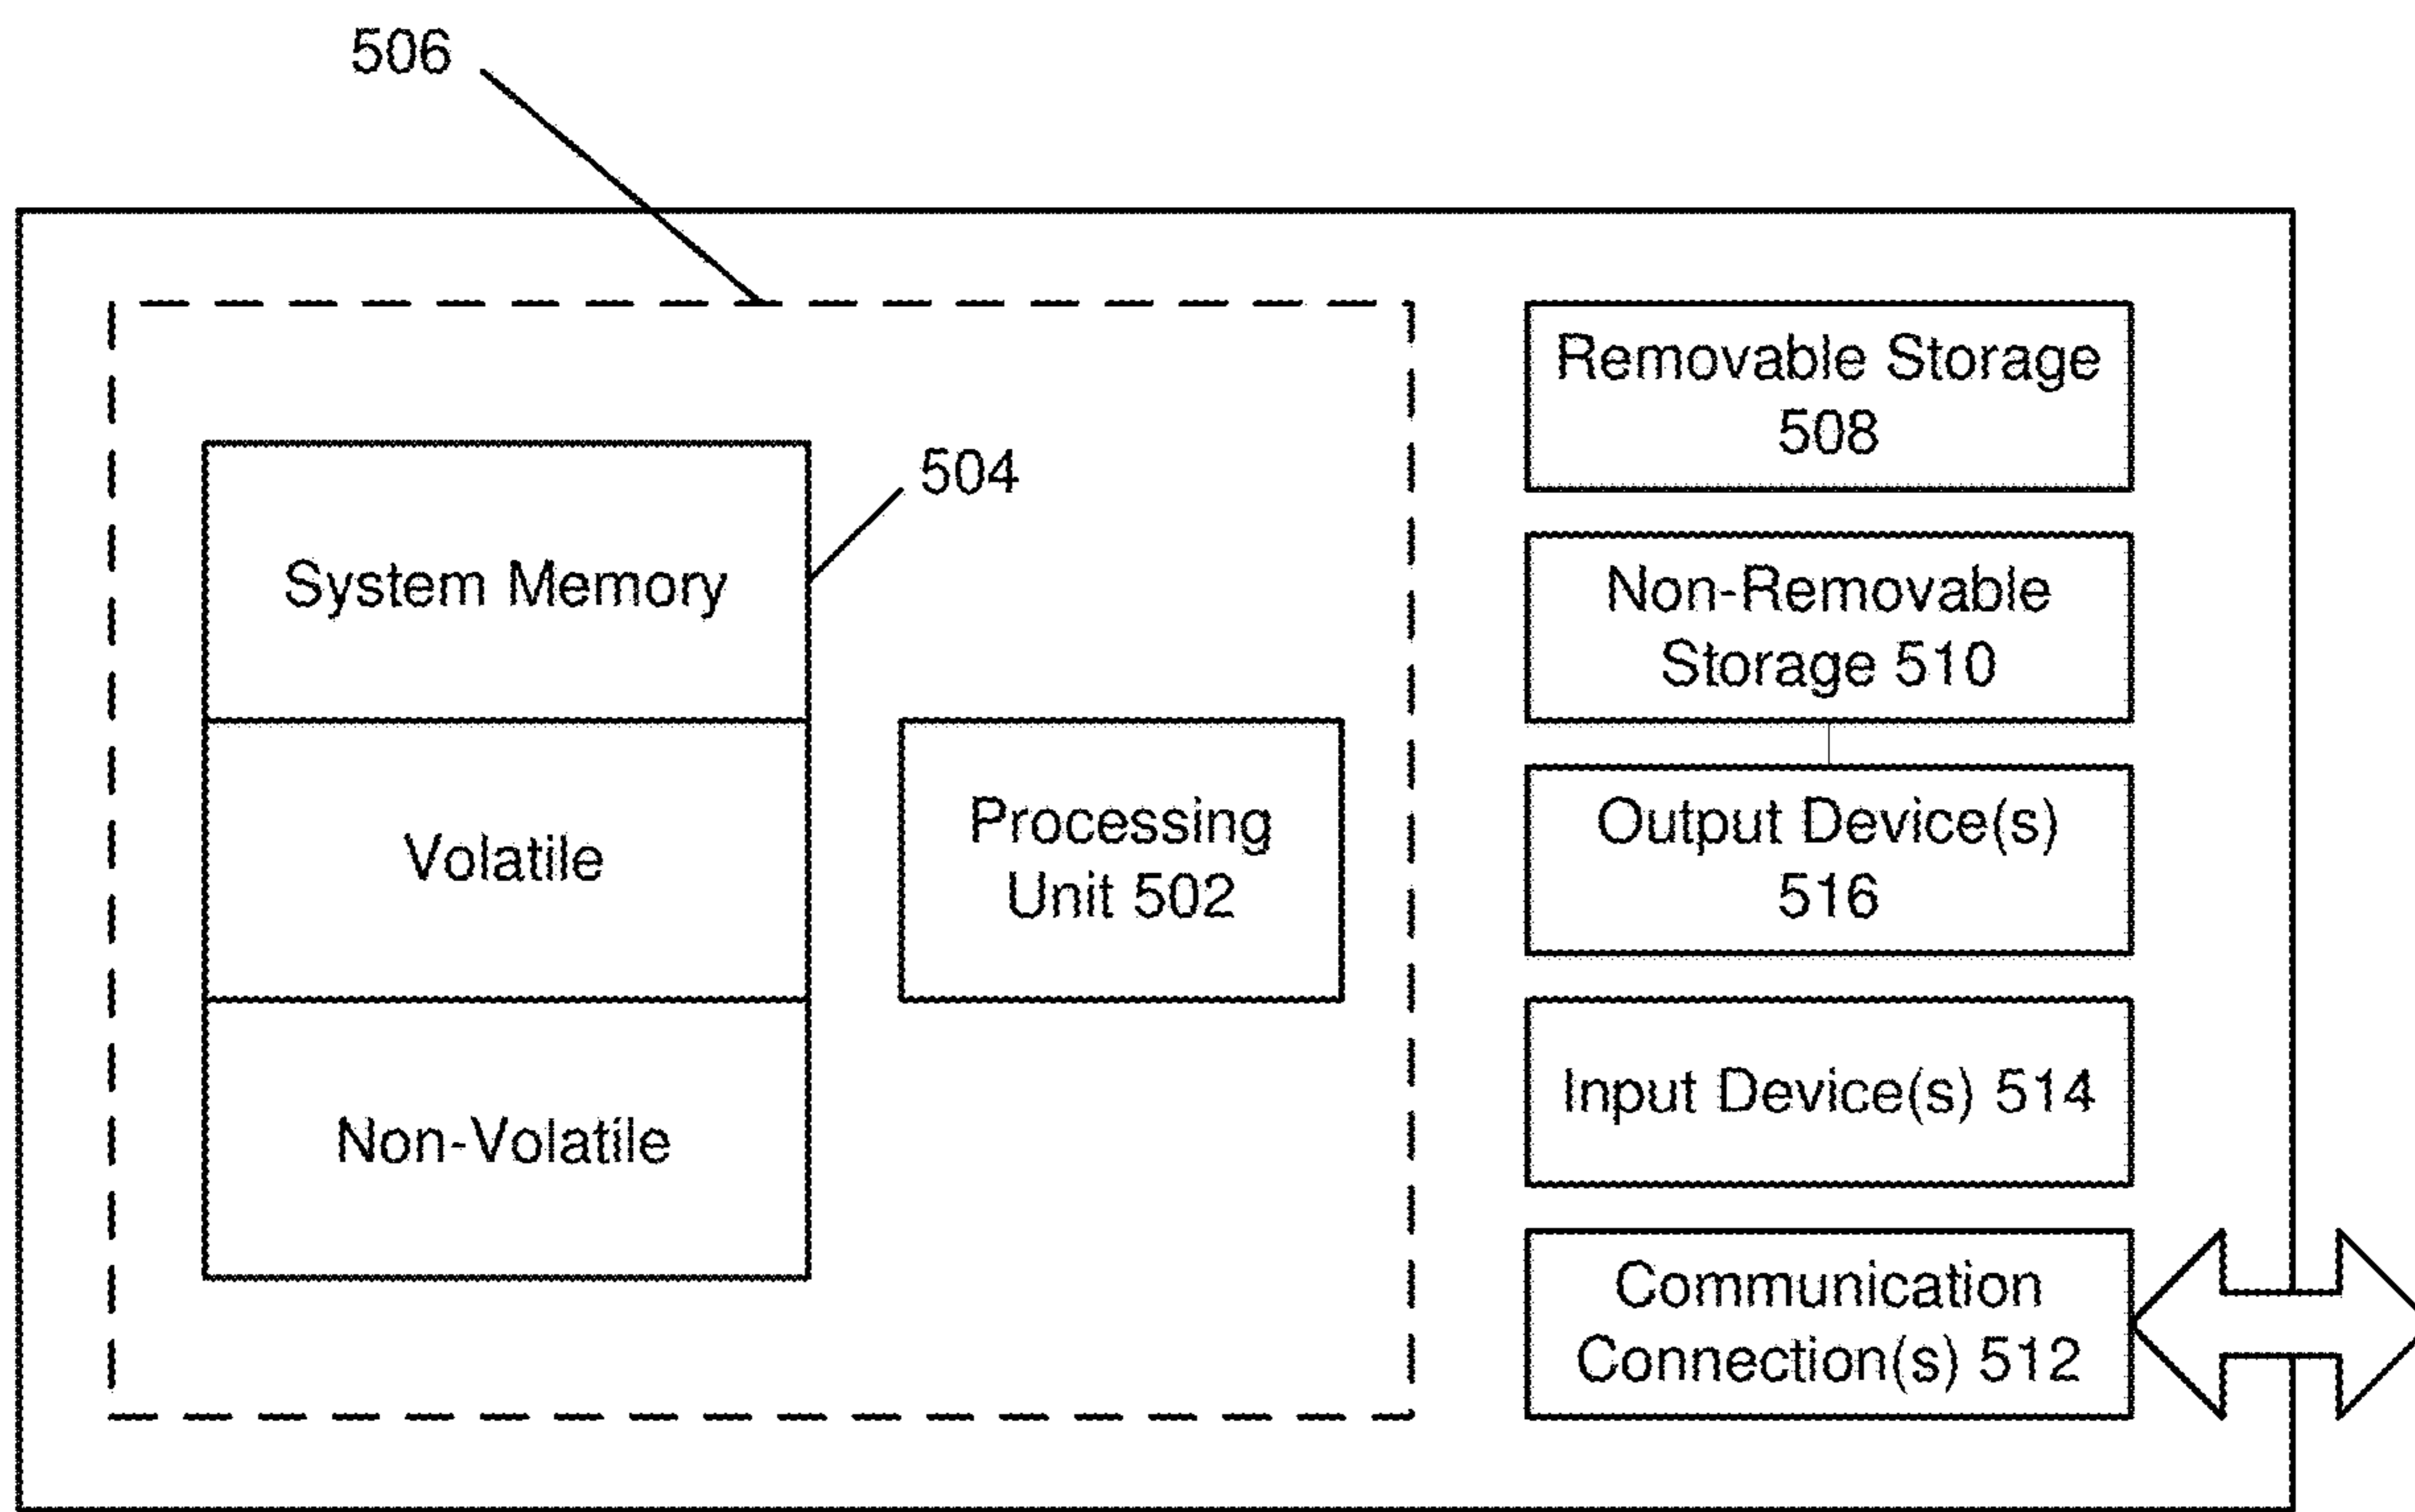 506
504
System Memory
Volatile
Non-Volatile
Processing
Unit 502
Removable Storage
508
Non-Removable
Storage 510
Output Device(s)
516
Input Device(s) 514
Communication
Connection(s) 512